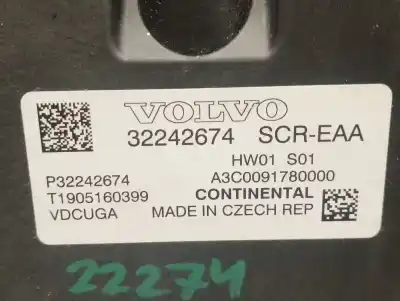 VOLVO
32242674 SCR-EAA
HW01 S01
P32242674 A3C0091780000
T1905160399 CONTINENTAL
VDCUGA MADE IN CZECH REP
22274